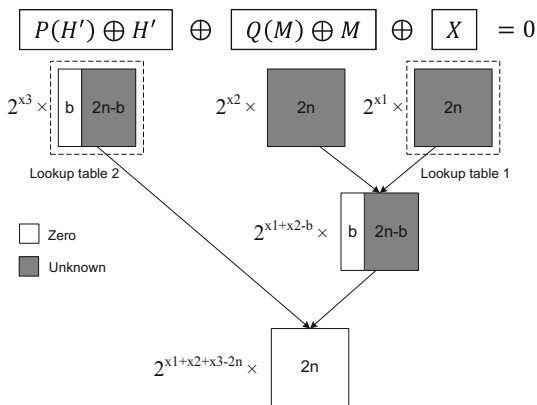 P(H′) ⊕ H′ ⊕ Q(M) ⊕ M ⊕ X = 0
2^{x3} × b 2n-b 2^{x2} × 2n 2^{x1} × 2n
Lookup table 2 Lookup table 1
2^{x1+x2-b} × b 2n-b
Zero
Unknown
2^{x1+x2+x3-2n} × 2n